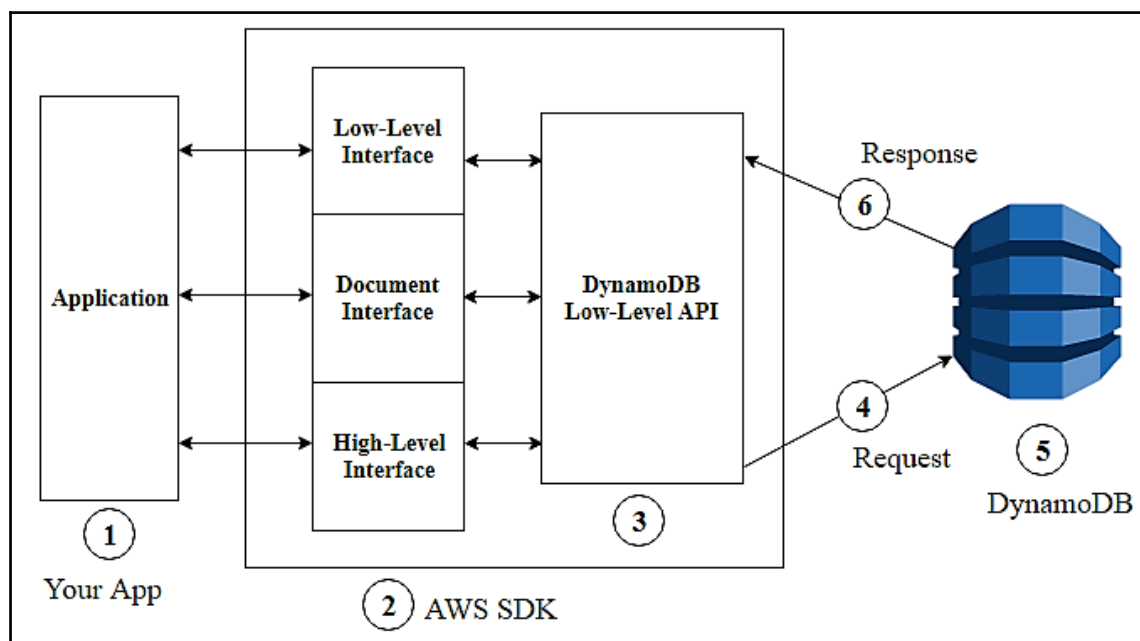 Low-Level
Interface
Response
6
Application
Document
Interface
DynamoDB
Low-Level API
4
Request
High-Level
Interface
5
DynamoDB
1
3
Your App
2
AWS SDK